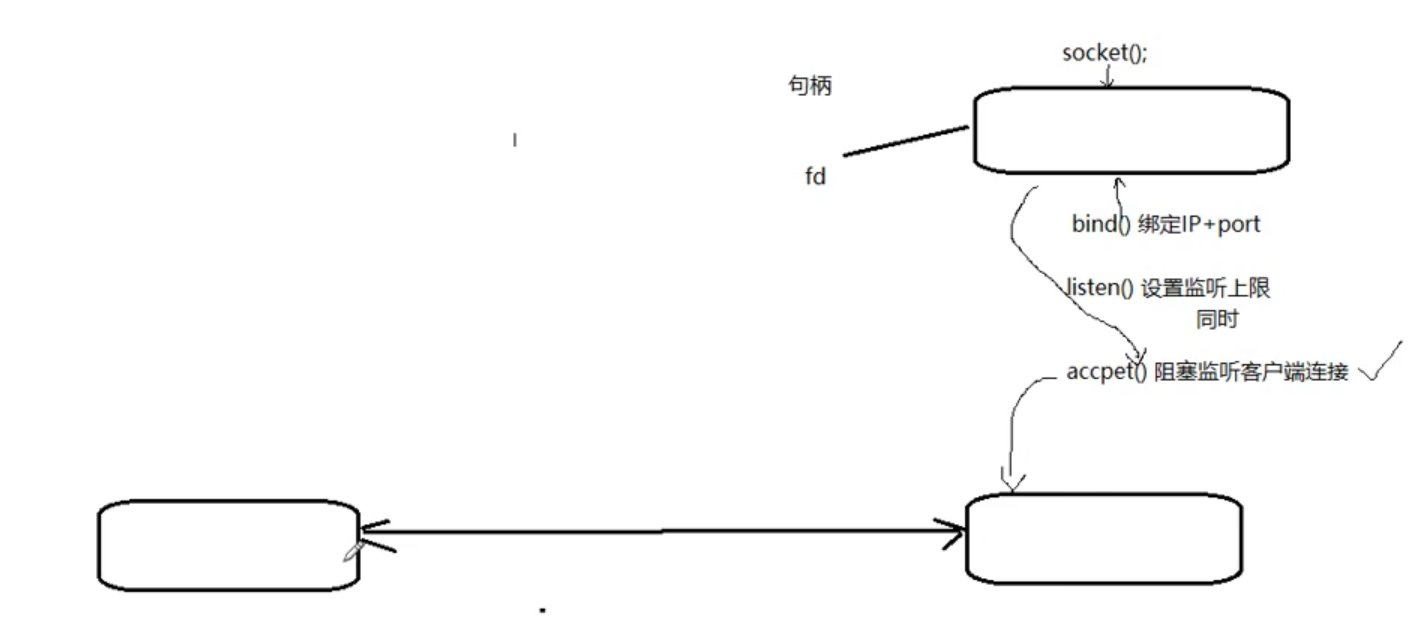 socket();
句柄
fd
bind() 绑定IP+port
listen() 设置监听上限
同时
accpet() 阻塞监听客户端连接